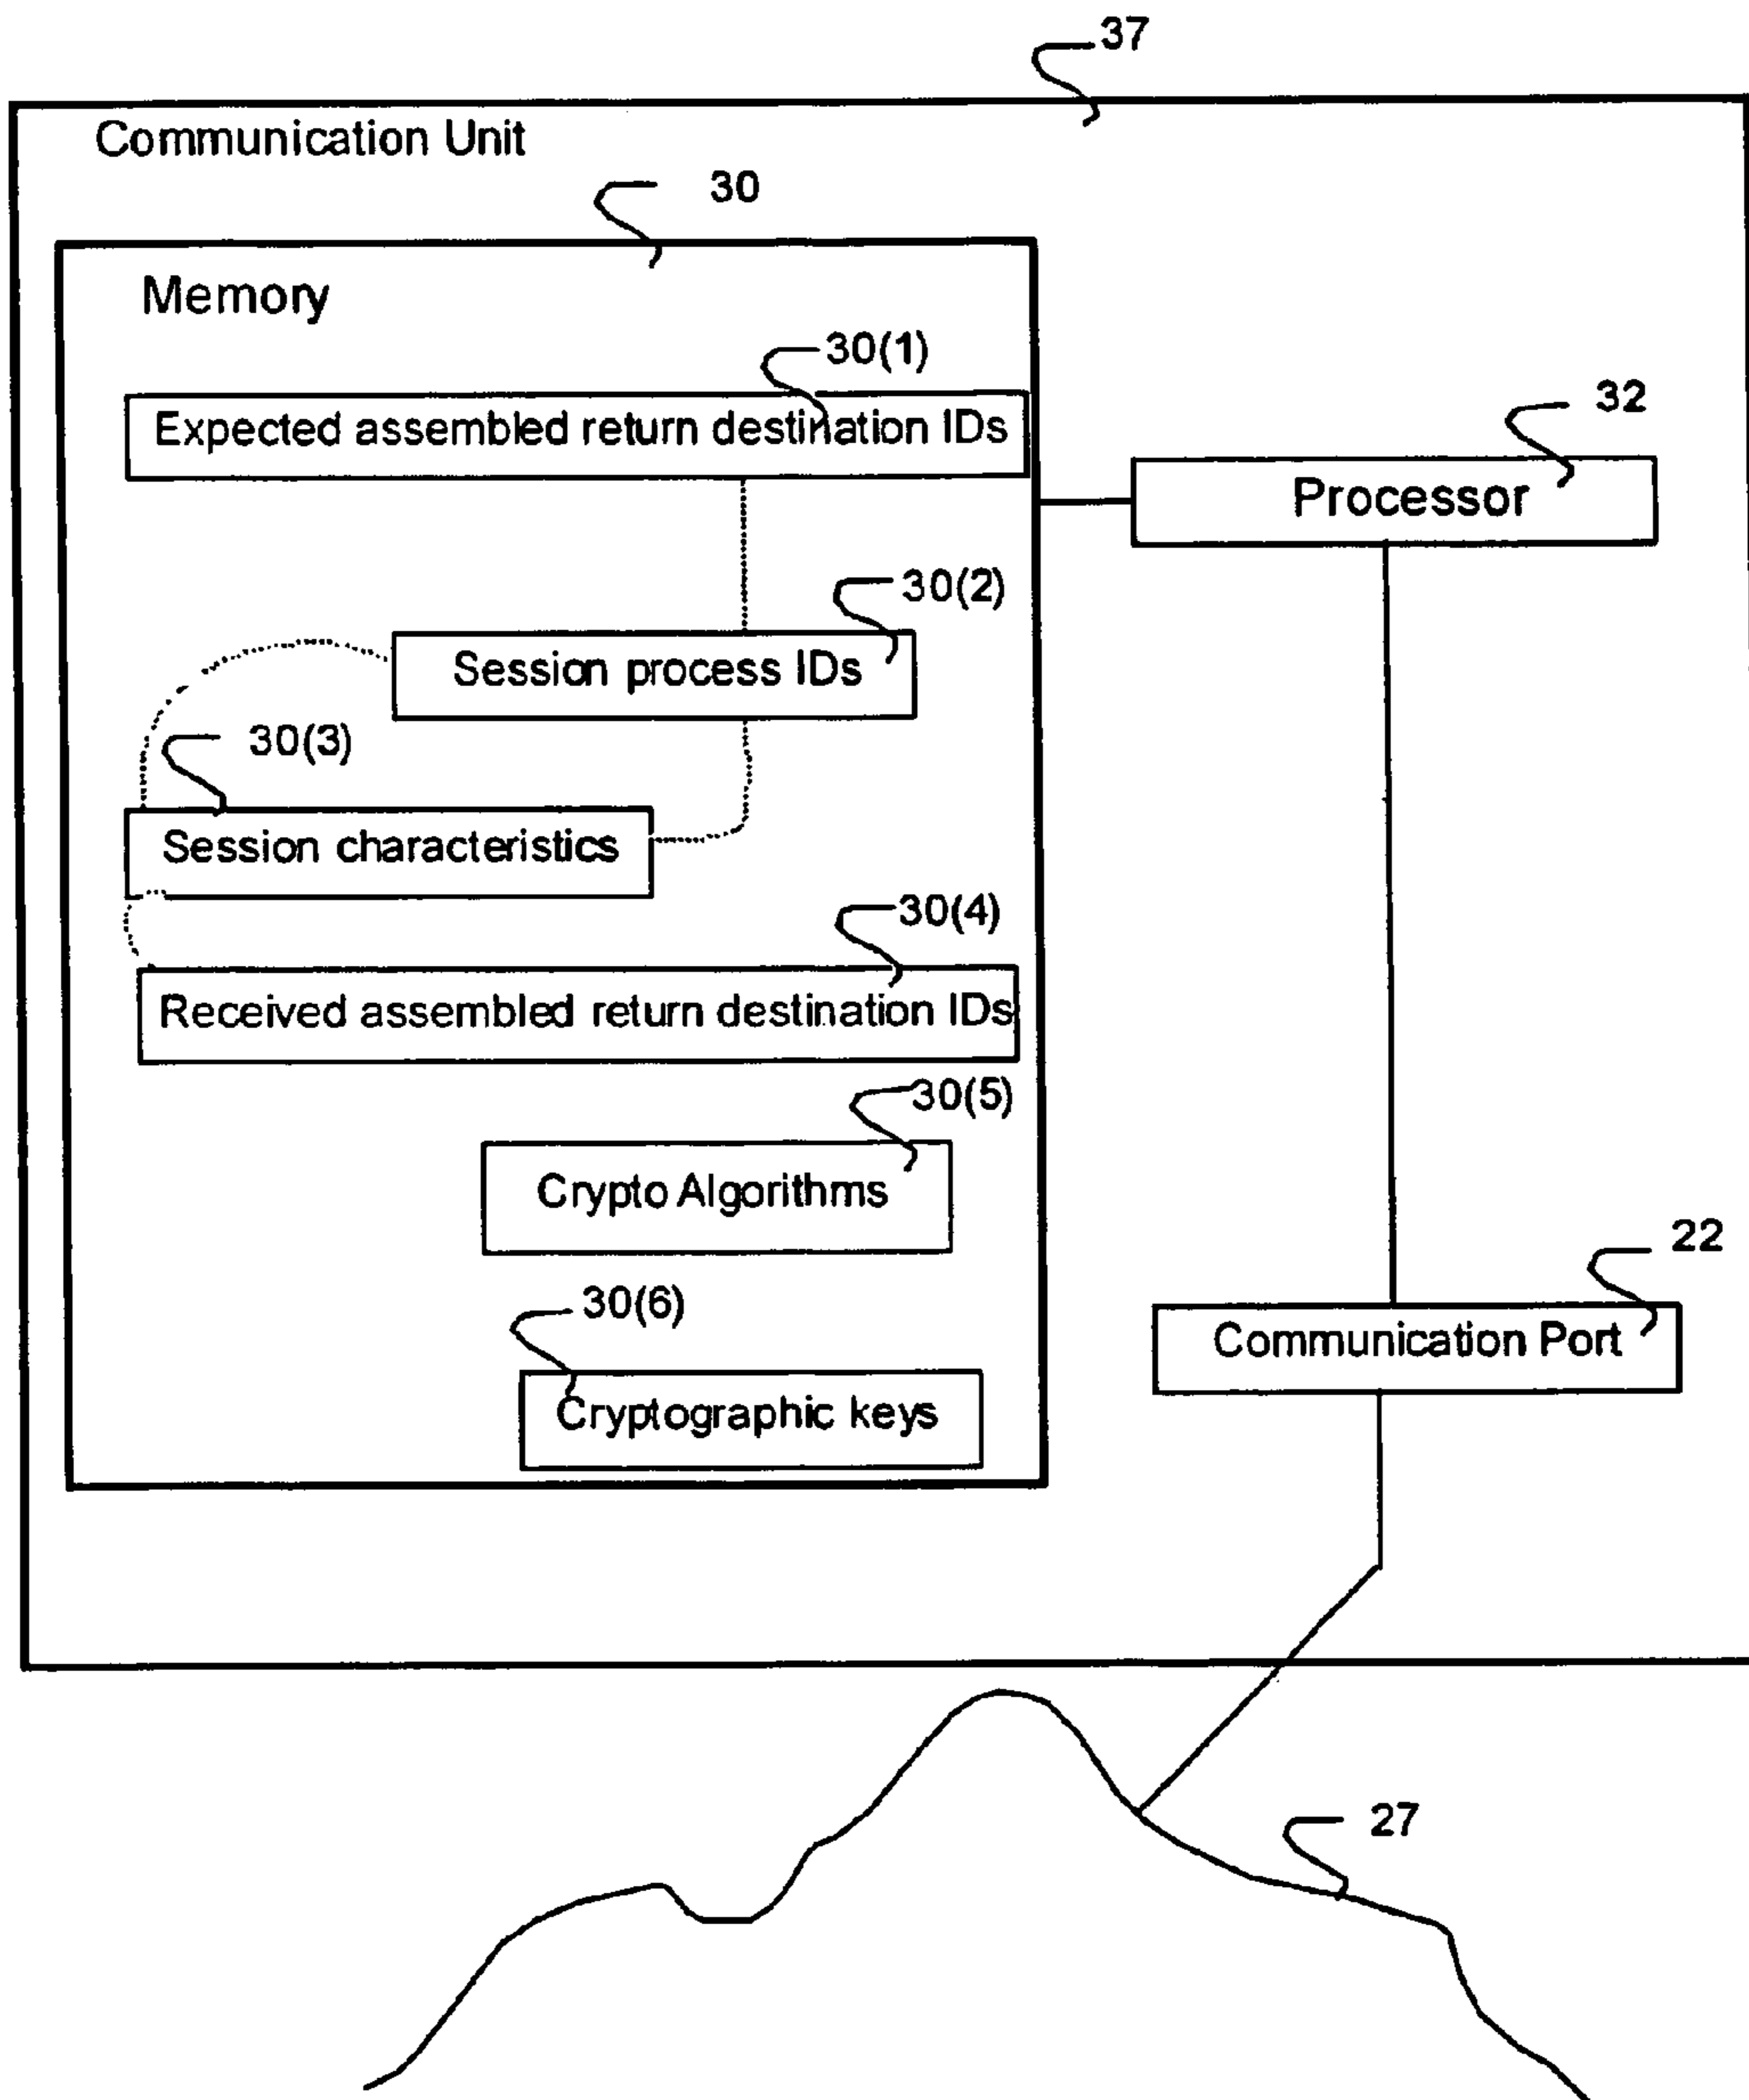 37
Communication Unit
30
Memory
30(1)
Expected assembled return destination IDs
32
Processor
30(2)
Session process IDs
30(3)
Session characteristics
30(4)
Received assembled return destination IDs
30(5)
Crypto Algorithms
22
Communication Port
30(6)
Cryptographic keys
27